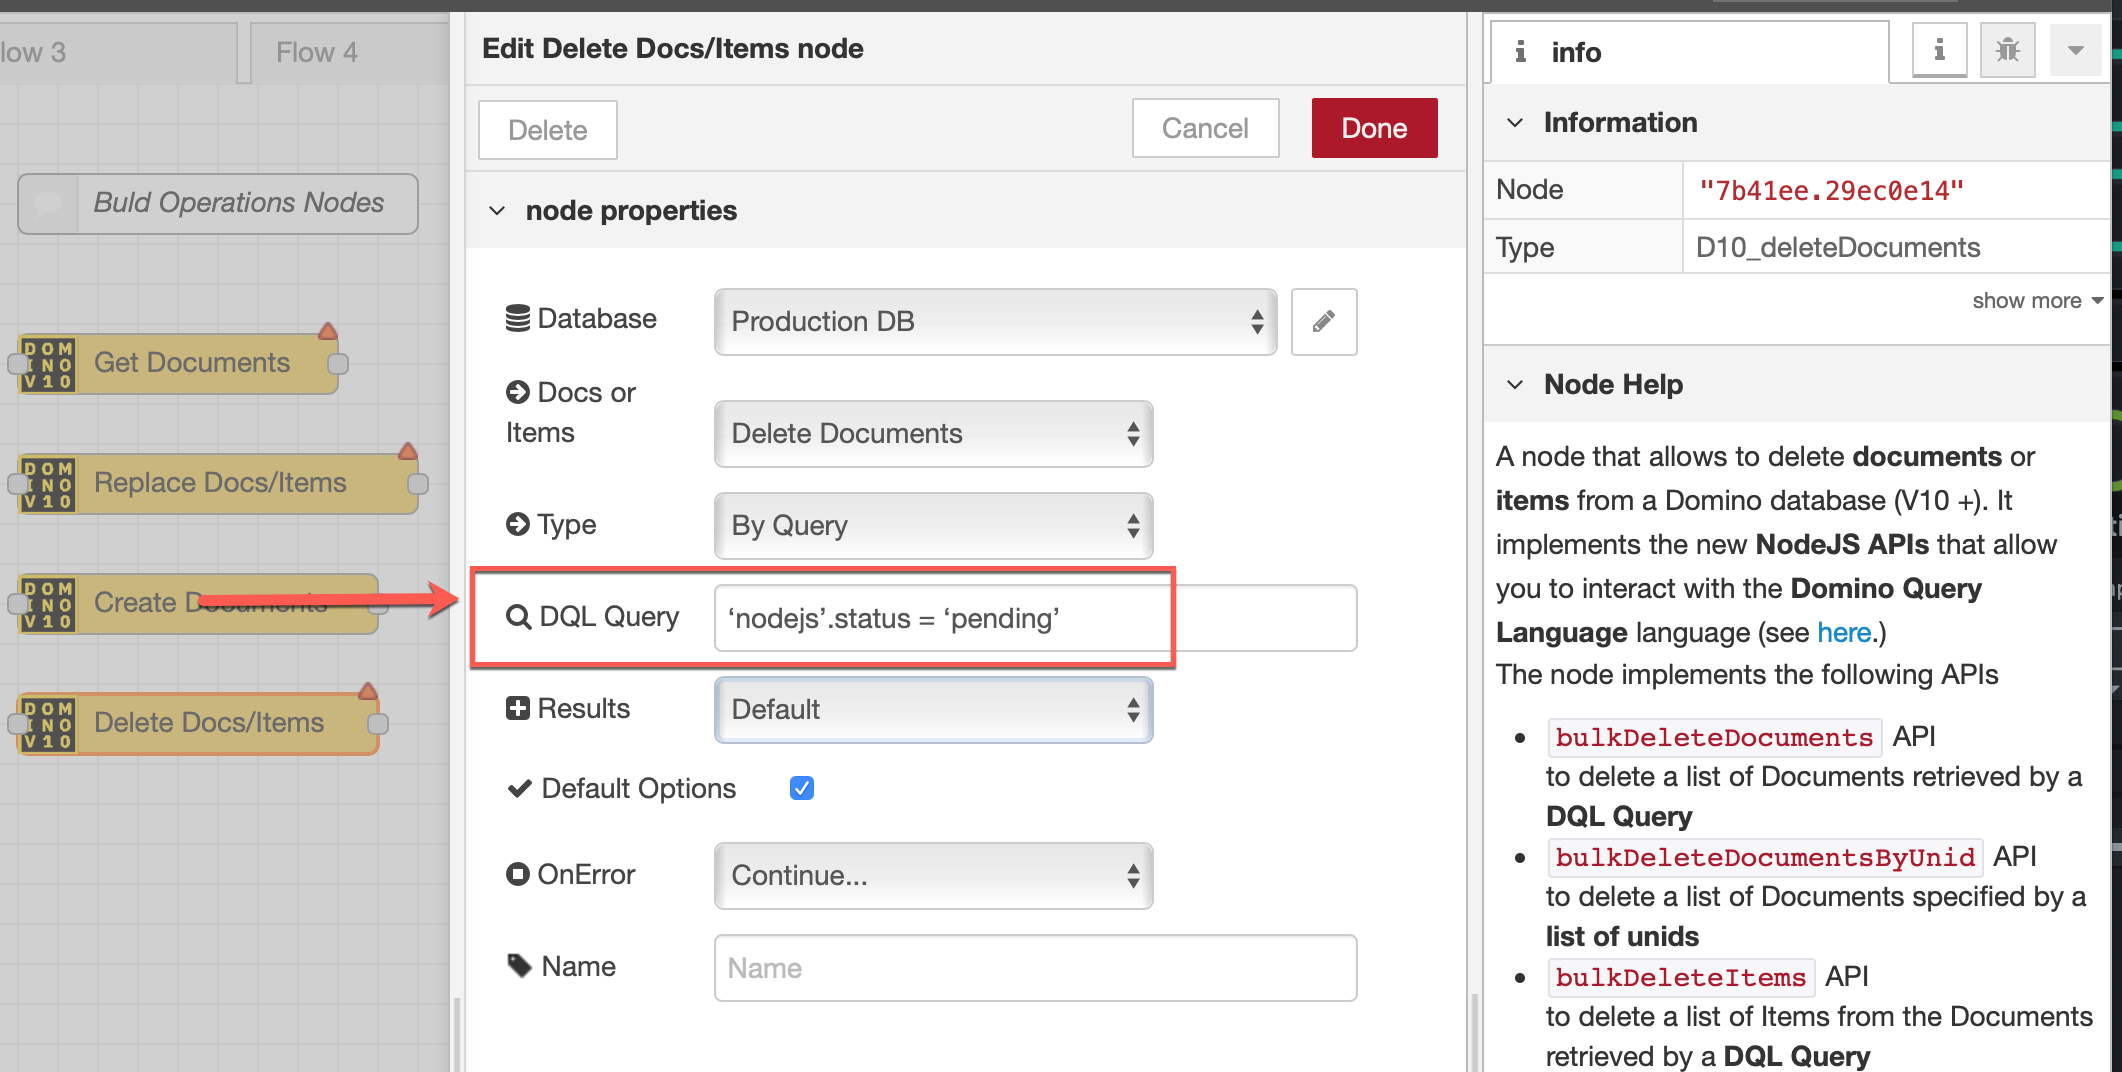 low 3
Flow 4
Buld Operations Nodes
DOM
INO
V10
Get Documents
DOM
INO
V10
Replace Docs/Items
DOM
INO
V10
Create Documents
DOM
INO
V10
Delete Docs/Items
Edit Delete Docs/Items node
Delete
Cancel
Done
node properties
Database
Production DB
Docs or
Items
Delete Documents
Type
By Query
DQL Query
‘nodejs’.status = ‘pending’
Results
Default
Default Options
OnError
Continue...
Name
Name
info
Information
Node
"7b41ee.29ec0e14"
Type
D10_deleteDocuments
show more
Node Help
A node that allows to delete documents or
items from a Domino database (V10 +). It
implements the new NodeJS APIs that allow
you to interact with the Domino Query
Language language (see here.)
The node implements the following APIs
bulkDeleteDocuments API
to delete a list of Documents retrieved by a
DQL Query
bulkDeleteDocumentsByUnid API
to delete a list of Documents specified by a
list of unids
bulkDeleteItems API
to delete a list of Items from the Documents
retrieved by a DQL Query